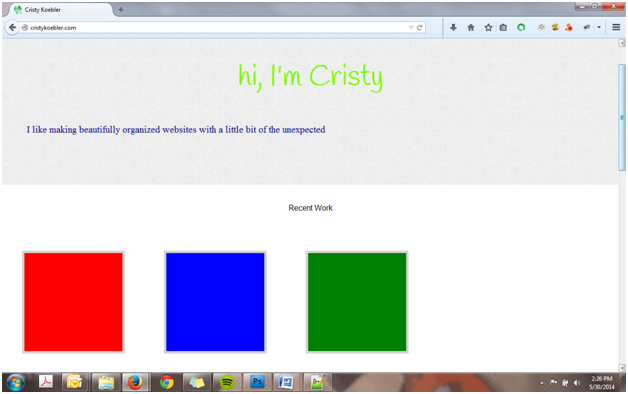 Cristy Koebler
cristykoebler.com
hi, I'm Cristy
I like making beautifully organized websites with a little bit of the unexpected
Recent Work
Ps
2:26 PM
5/30/2014